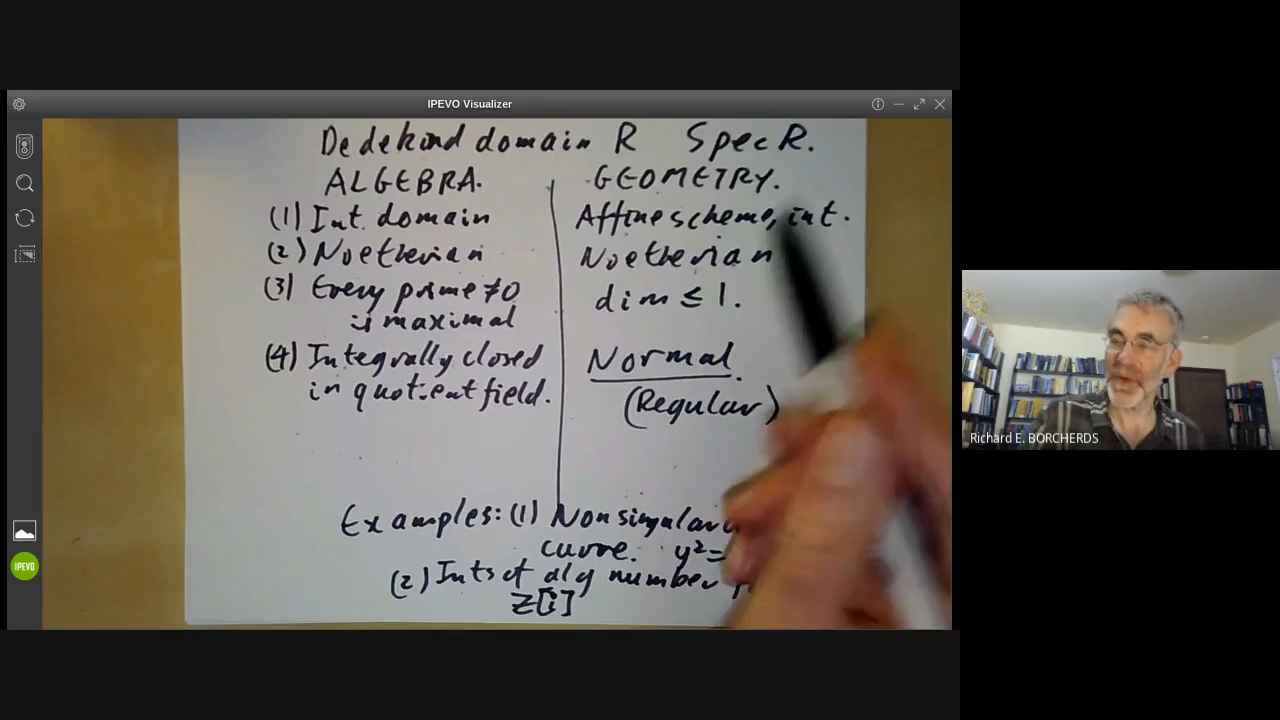 IPEVO Visualizer
Dedekind domain R Spec R.
ALGEBRA. GEOMETRY.
(1) Int. domain Affine scheme, int.
(2) Noetherian Noetherian
(3) Every prime ≠0 dim ≤ 1.
is maximal
(4) Integrally closed Normal
in quotient field. (Regular)
Examples: (1) Nonsingular
curve. y²=
(2) Ints of alg number
Z[i]
IPEVO
Richard E. BORCHERDS